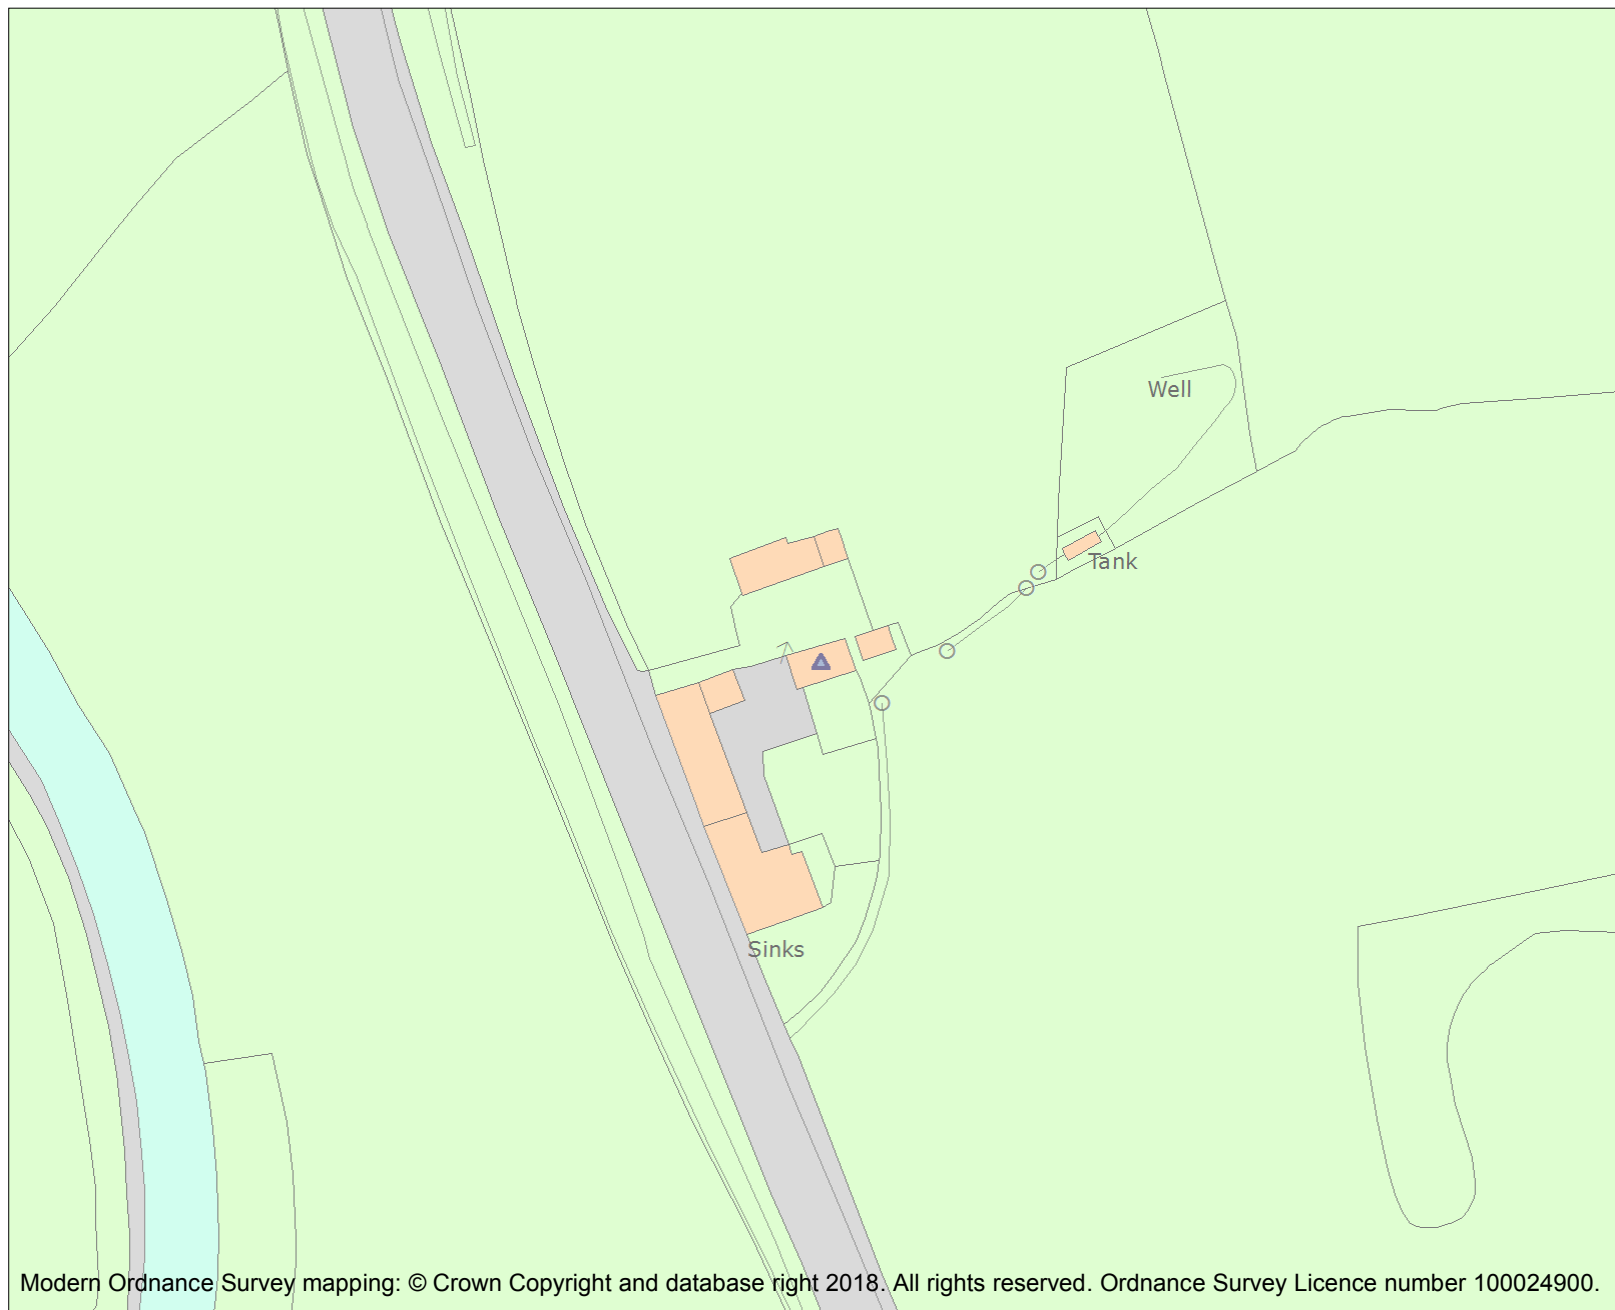 Well
Tank
Sinks
Modern Ordnance Survey mapping: © Crown Copyright and database right 2018. All rights reserved. Ordnance Survey Licence number 100024900.